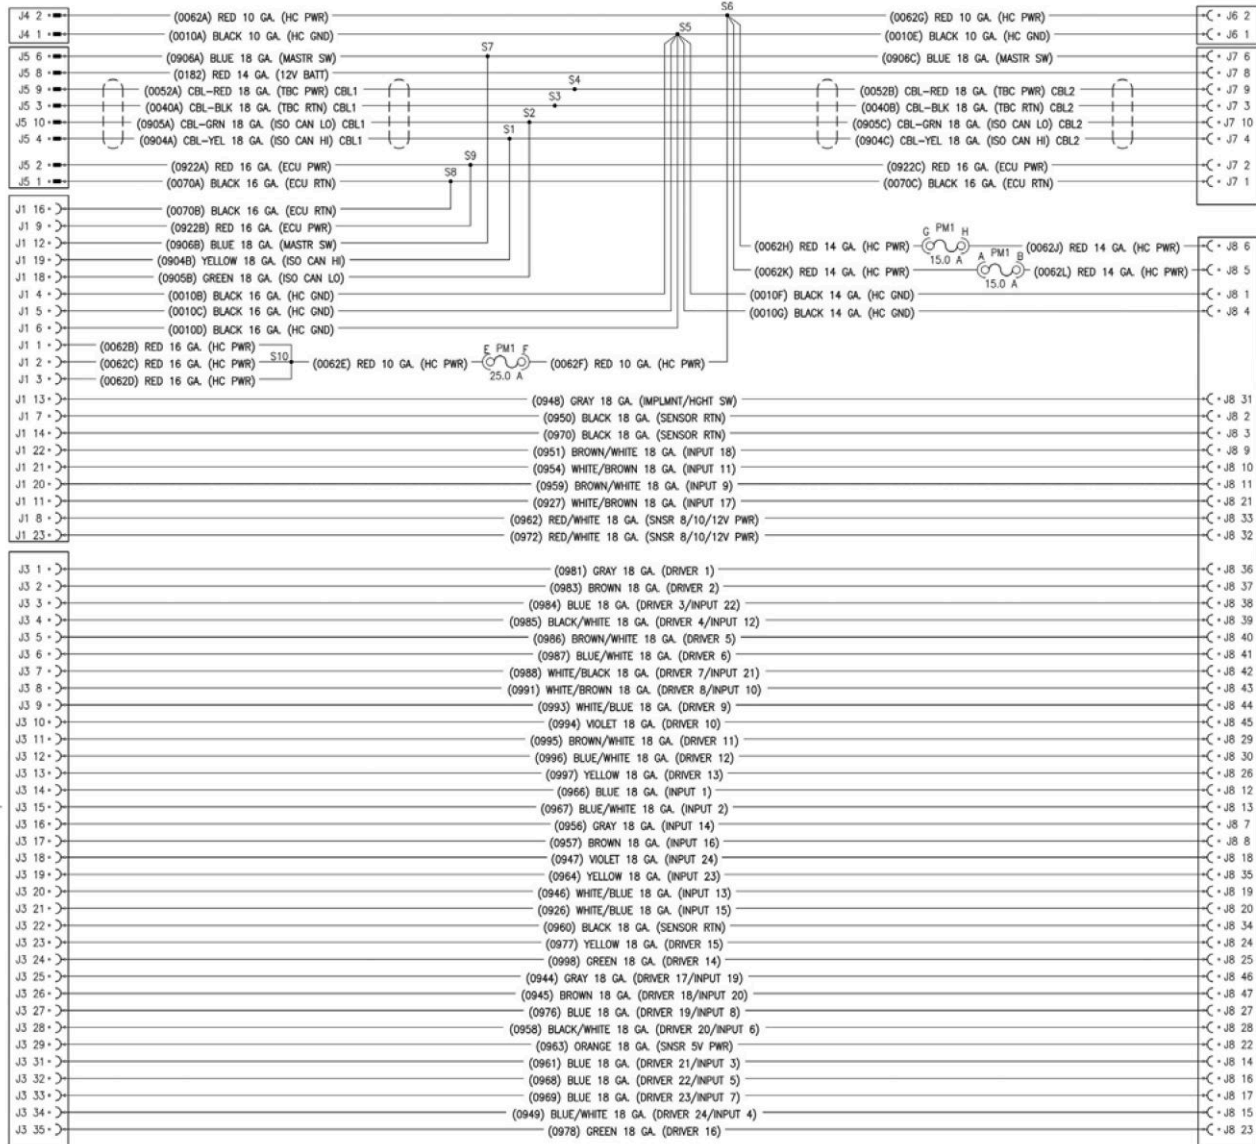 S6
J4 2 (0062A) RED 10 GA. (HC PWR) (0062G) RED 10 GA. (HC PWR) J6 2
S5
J4 1 (0010A) BLACK 10 GA. (HC GND) (0010E) BLACK 10 GA. (HC GND) J6 1
S7
J5 6 (0906A) BLUE 18 GA. (MASTR SW) (0906C) BLUE 18 GA. (MASTR SW) J7 6
J5 8 (0182) RED 14 GA. (12V BATT) J7 8
S4
J5 9 (0052A) CBL-RED 18 GA. (TBC PWR) CBL1 (0052B) CBL-RED 18 GA. (TBC PWR) CBL2 J7 9
S3
J5 3 (0040A) CBL-BLK 18 GA. (TBC RTN) CBL1 (0040B) CBL-BLK 18 GA. (TBC RTN) CBL2 J7 3
S2
J5 10 (0905A) CBL-GRN 18 GA. (ISO CAN LO) CBL1 (0905C) CBL-GRN 18 GA. (ISO CAN LO) CBL2 J7 10
S1
J5 4 (0904A) CBL-YEL 18 GA. (ISO CAN HI) CBL1 (0904C) CBL-YEL 18 GA. (ISO CAN HI) CBL2 J7 4
S9
J5 2 (0922A) RED 16 GA. (ECU PWR) (0922C) RED 16 GA. (ECU PWR) J7 2
S8
J5 1 (0070A) BLACK 16 GA. (ECU RTN) (0070C) BLACK 16 GA. (ECU RTN) J7 1
J1 16 (0070B) BLACK 16 GA. (ECU RTN)
J1 9 (0922B) RED 16 GA. (ECU PWR)
J1 12 (0906B) BLUE 18 GA. (MASTR SW)
G PM1 H
(0062H) RED 14 GA. (HC PWR) (0062J) RED 14 GA. (HC PWR) J8 6
15.0 A
J1 19 (0904B) YELLOW 18 GA. (ISO CAN HI)
A PM1 B
(0062K) RED 14 GA. (HC PWR) (0062L) RED 14 GA. (HC PWR) J8 5
15.0 A
J1 18 (0905B) GREEN 18 GA. (ISO CAN LO)
J1 4 (0010B) BLACK 16 GA. (HC GND) (0010F) BLACK 14 GA. (HC GND) J8 1
J1 5 (0010C) BLACK 16 GA. (HC GND) (0010G) BLACK 14 GA. (HC GND) J8 4
J1 6 (0010D) BLACK 16 GA. (HC GND)
J1 1 (0062B) RED 16 GA. (HC PWR)
S10 E PM1 F
J1 2 (0062C) RED 16 GA. (HC PWR) (0062E) RED 10 GA. (HC PWR) (0062F) RED 10 GA. (HC PWR)
25.0 A
J1 3 (0062D) RED 16 GA. (HC PWR)
J1 13 (0948) GRAY 18 GA. (IMPLMNT/HGHT SW) J8 31
J1 7 (0950) BLACK 18 GA. (SENSOR RTN) J8 2
J1 14 (0970) BLACK 18 GA. (SENSOR RTN) J8 3
J1 22 (0951) BROWN/WHITE 18 GA. (INPUT 18) J8 9
J1 21 (0954) WHITE/BROWN 18 GA. (INPUT 11) J8 10
J1 20 (0959) BROWN/WHITE 18 GA. (INPUT 9) J8 11
J1 11 (0927) WHITE/BROWN 18 GA. (INPUT 17) J8 21
J1 8 (0962) RED/WHITE 18 GA. (SNSR 8/10/12V PWR) J8 33
J1 23 (0972) RED/WHITE 18 GA. (SNSR 8/10/12V PWR) J8 32
J3 1 (0981) GRAY 18 GA. (DRIVER 1) J8 36
J3 2 (0983) BROWN 18 GA. (DRIVER 2) J8 37
J3 3 (0984) BLUE 18 GA. (DRIVER 3/INPUT 22) J8 38
J3 4 (0985) BLACK/WHITE 18 GA. (DRIVER 4/INPUT 12) J8 39
J3 5 (0986) BROWN/WHITE 18 GA. (DRIVER 5) J8 40
J3 6 (0987) BLUE/WHITE 18 GA. (DRIVER 6) J8 41
J3 7 (0988) WHITE/BLACK 18 GA. (DRIVER 7/INPUT 21) J8 42
J3 8 (0991) WHITE/BROWN 18 GA. (DRIVER 8/INPUT 10) J8 43
J3 9 (0993) WHITE/BLUE 18 GA. (DRIVER 9) J8 44
J3 10 (0994) VIOLET 18 GA. (DRIVER 10) J8 45
J3 11 (0995) BROWN/WHITE 18 GA. (DRIVER 11) J8 29
J3 12 (0996) BLUE/WHITE 18 GA. (DRIVER 12) J8 30
J3 13 (0997) YELLOW 18 GA. (DRIVER 13) J8 26
J3 14 (0966) BLUE 18 GA. (INPUT 1) J8 12
J3 15 (0967) BLUE/WHITE 18 GA. (INPUT 2) J8 13
J3 16 (0956) GRAY 18 GA. (INPUT 14) J8 7
J3 17 (0957) BROWN 18 GA. (INPUT 16) J8 8
J3 18 (0947) VIOLET 18 GA. (INPUT 24) J8 18
J3 19 (0964) YELLOW 18 GA. (INPUT 23) J8 35
J3 20 (0946) WHITE/BLUE 18 GA. (INPUT 13) J8 19
J3 21 (0926) WHITE/BLUE 18 GA. (INPUT 15) J8 20
J3 22 (0960) BLACK 18 GA. (SENSOR RTN) J8 34
J3 23 (0977) YELLOW 18 GA. (DRIVER 15) J8 24
J3 24 (0998) GREEN 18 GA. (DRIVER 14) J8 25
J3 25 (0944) GRAY 18 GA. (DRIVER 17/INPUT 19) J8 46
J3 26 (0945) BROWN 18 GA. (DRIVER 18/INPUT 20) J8 47
J3 27 (0976) BLUE 18 GA. (DRIVER 19/INPUT 8) J8 27
J3 28 (0958) BLACK/WHITE 18 GA. (DRIVER 20/INPUT 6) J8 28
J3 29 (0963) ORANGE 18 GA. (SNSR 5V PWR) J8 22
J3 31 (0961) BLUE 18 GA. (DRIVER 21/INPUT 3) J8 14
J3 32 (0968) BLUE 18 GA. (DRIVER 22/INPUT 5) J8 16
J3 33 (0969) BLUE 18 GA. (DRIVER 23/INPUT 7) J8 17
J3 34 (0949) BLUE/WHITE 18 GA. (DRIVER 24/INPUT 4) J8 15
J3 35 (0978) GREEN 18 GA. (DRIVER 16) J8 23